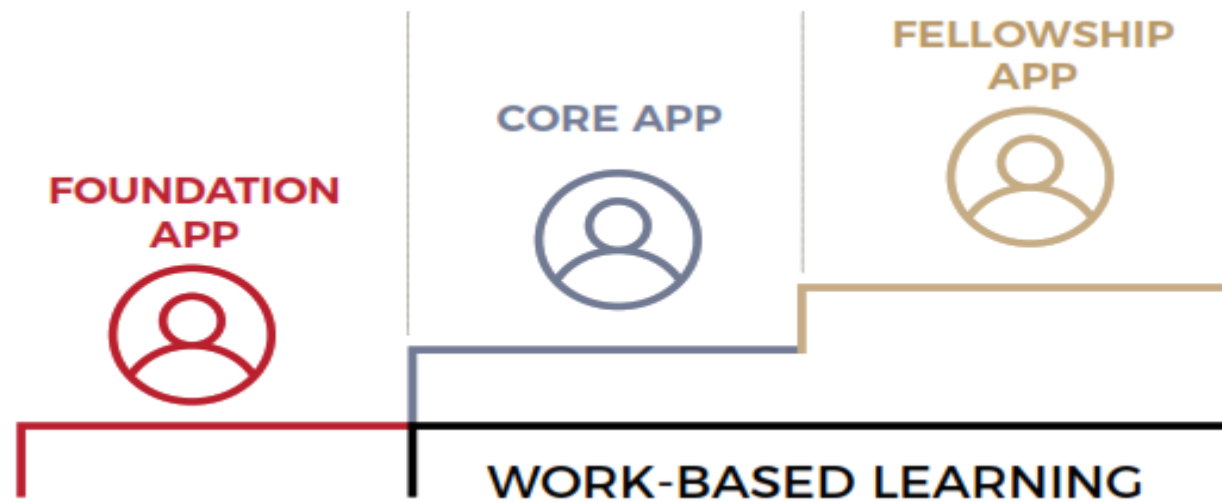 FOUNDATION
APP
CORE APP
FELLOWSHIP
APP
WORK-BASED LEARNING